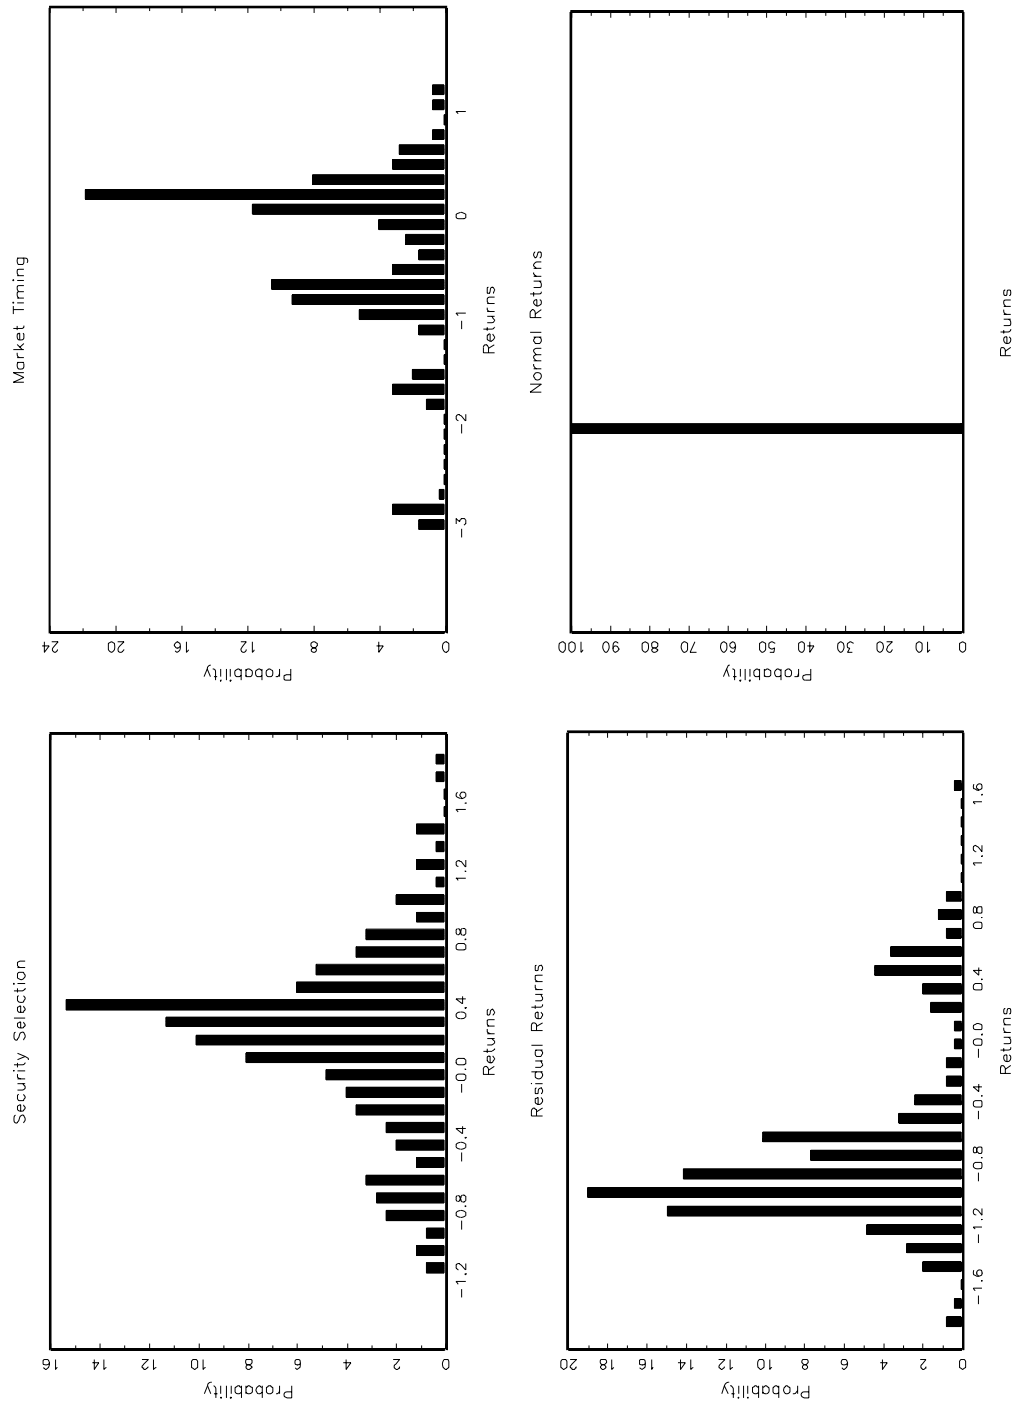 Security Selection
Probability
16
14
12
10
8
6
4
2
0
-1.2 -0.8 -0.4 -0.0 0.4 0.8 1.2 1.6
Returns
Market Timing
Probability
24
20
16
12
8
4
0
-3 -2 -1 0 1
Returns
Residual Returns
Probability
20
18
16
14
12
10
8
6
4
2
0
-1.6 -1.2 -0.8 -0.4 -0.0 0.4 0.8 1.2 1.6
Returns
Normal Returns
Probability
100
90
80
70
60
50
40
30
20
10
0
Returns